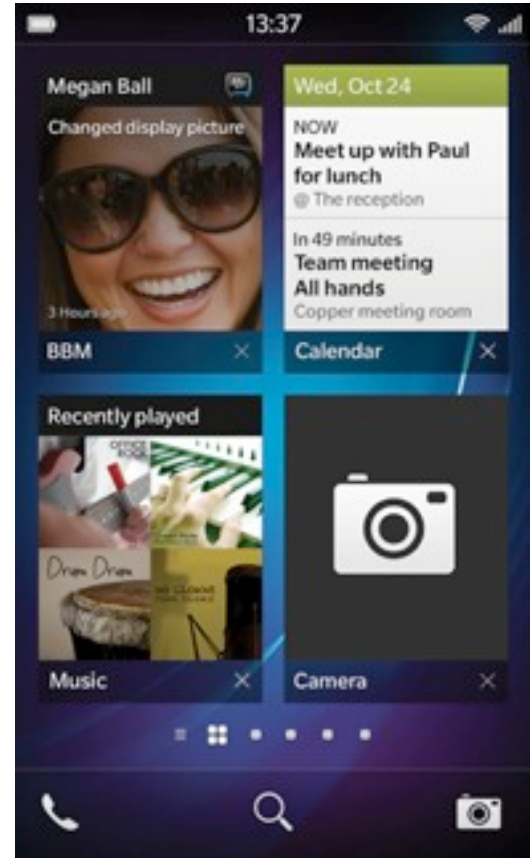 13:37
Megan Ball
Changed display picture
3 Hours ago
BBM
Wed, Oct 24
NOW
Meet up with Paul
for lunch
@ The reception
In 49 minutes
Team meeting
All hands
Copper meeting room
Calendar
Recently played
OFFICE
Drum Drum
Music
Camera